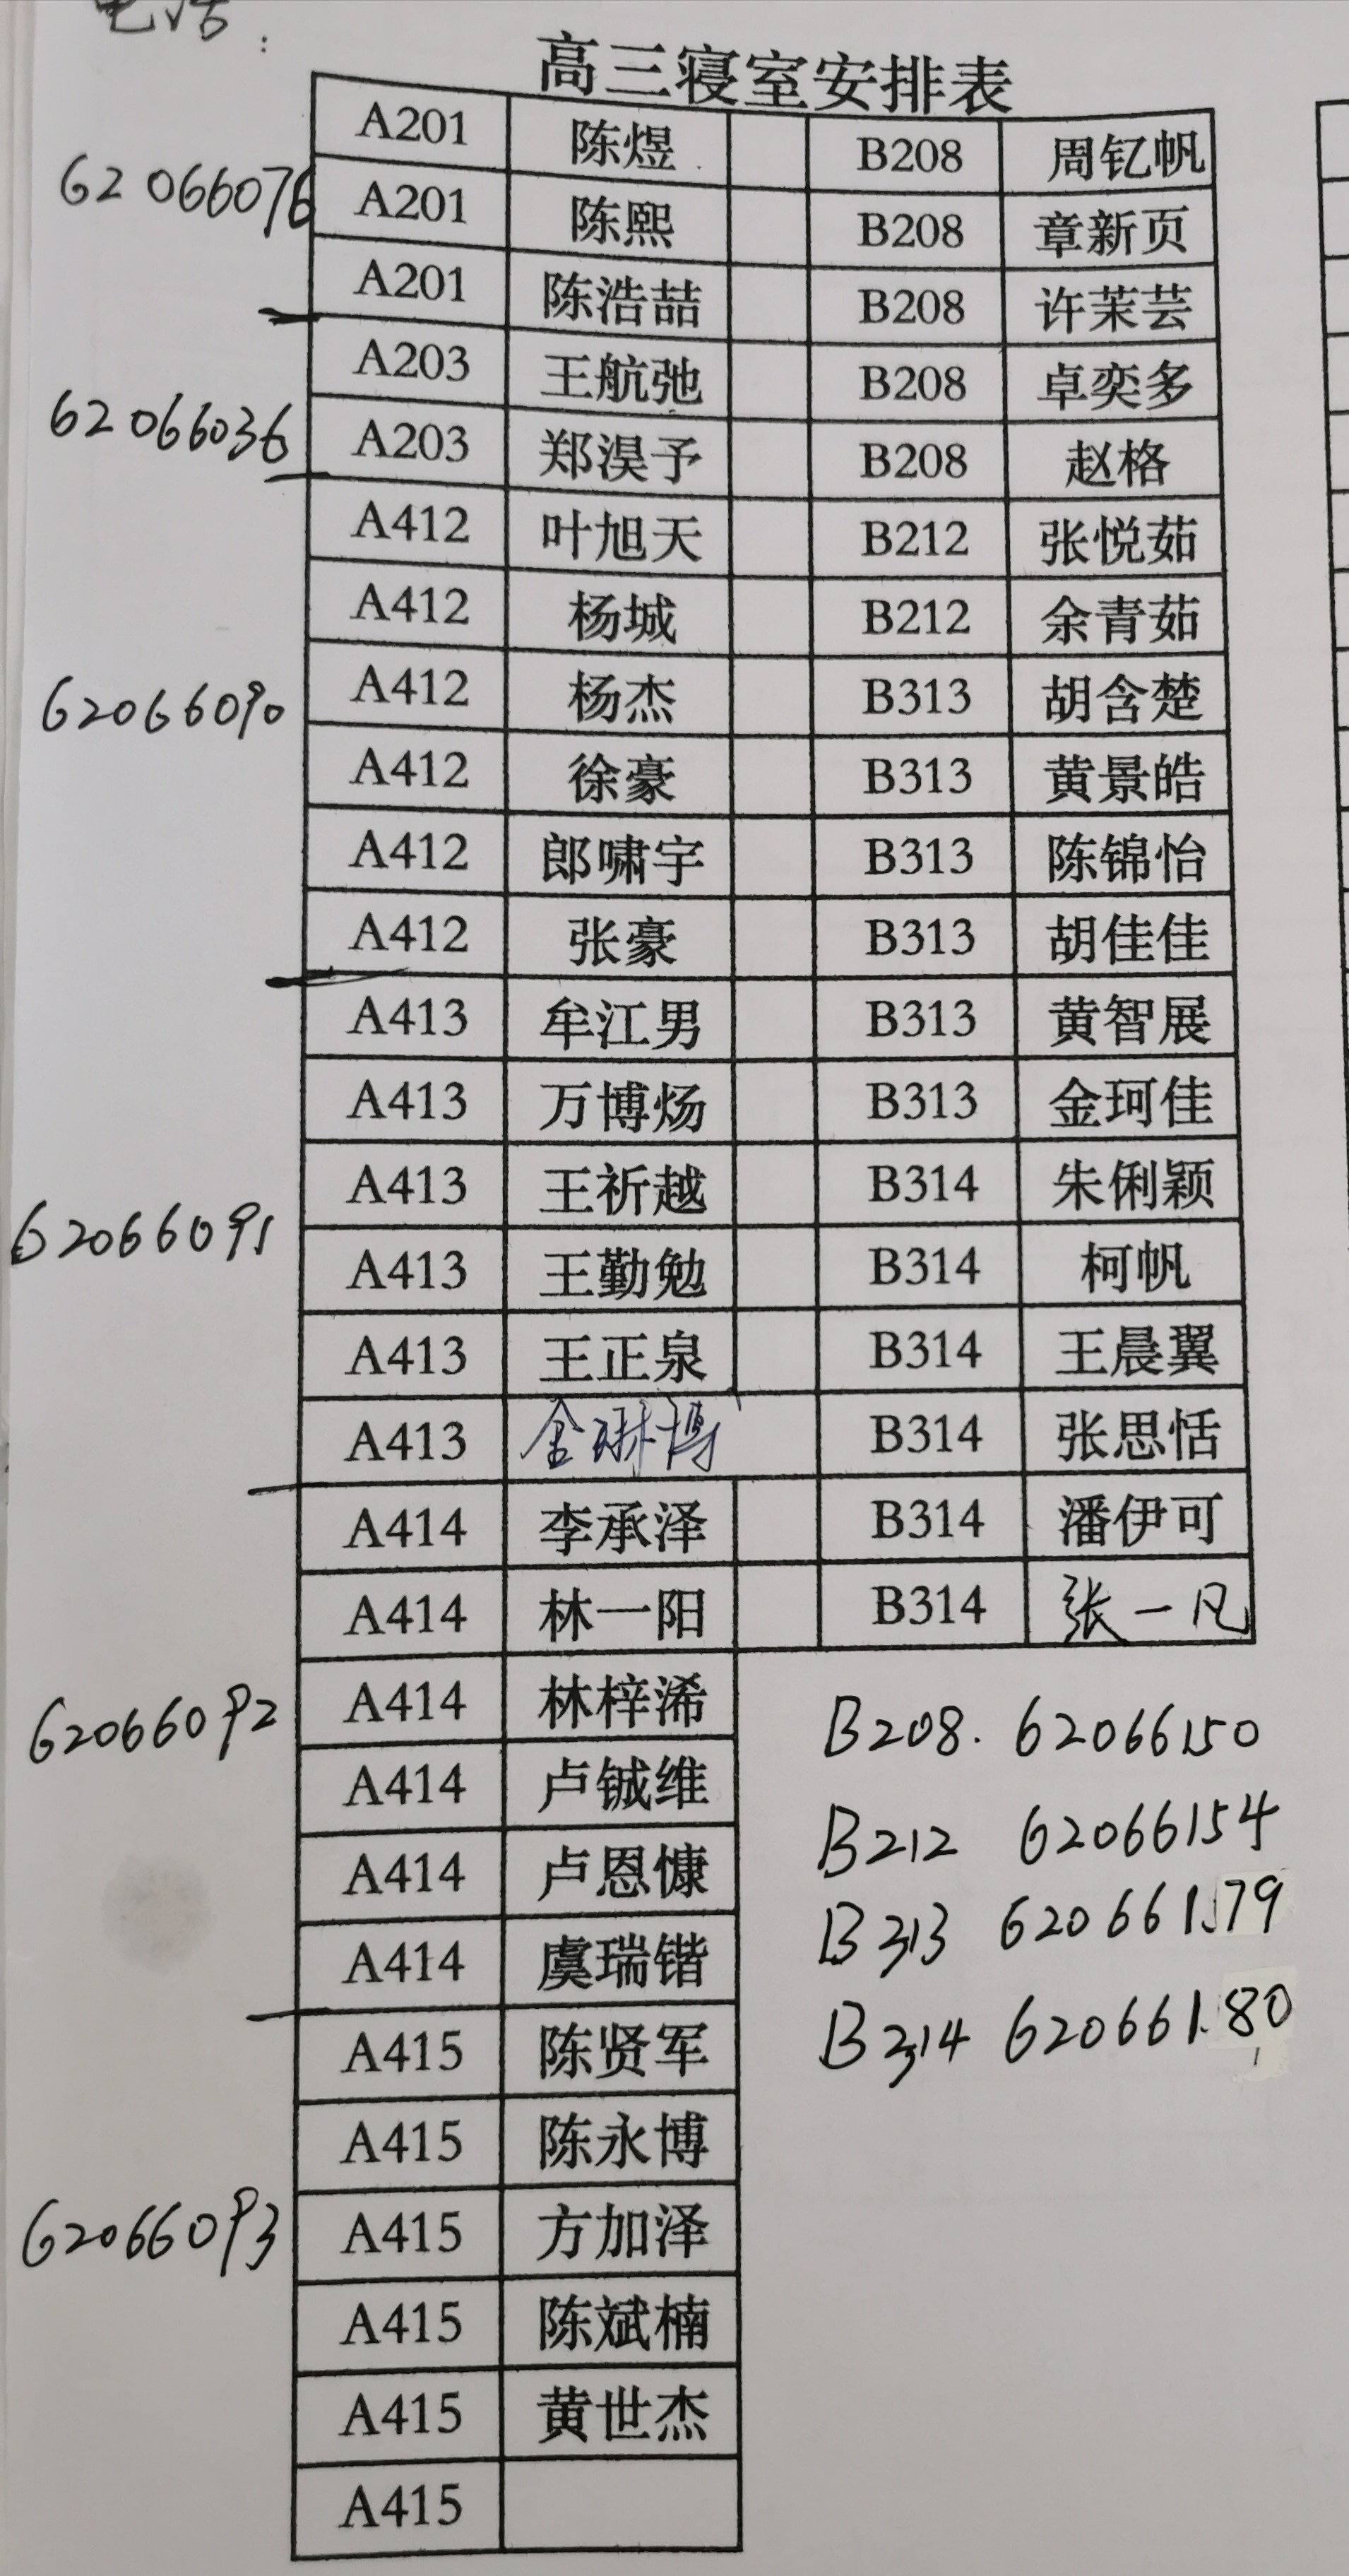 电话：
高三寝室安排表
A201 陈煜 B208 周钇帆
62066076
A201 陈熙 B208 章新页
A201 陈浩喆 B208 许茉芸
A203 王航弛 B208 卓奕多
62066036
A203 郑淏予 B208 赵格
A412 叶旭天 B212 张悦茹
A412 杨城 B212 余青茹
A412 杨杰 B313 胡含楚
62066090
A412 徐豪 B313 黄景皓
A412 郎啸宇 B313 陈锦怡
A412 张豪 B313 胡佳佳
A413 牟江男 B313 黄智展
A413 万博炀 B313 金珂佳
A413 王祈越 B314 朱俐颖
62066091
A413 王勤勉 B314 柯帆
A413 王正泉 B314 王晨翼
A413 金琳博 B314 张思恬
A414 李承泽 B314 潘伊可
A414 林一阳 B314 张一凡
A414 林梓浠
62066092
B208. 62066150
A414 卢铖维
B212 62066154
A414 卢恩慷
B313 62066179
A414 虞瑞锴
B314 62066180
A415 陈贤军
A415 陈永博
62066093
A415 方加泽
A415 陈斌楠
A415 黄世杰
A415